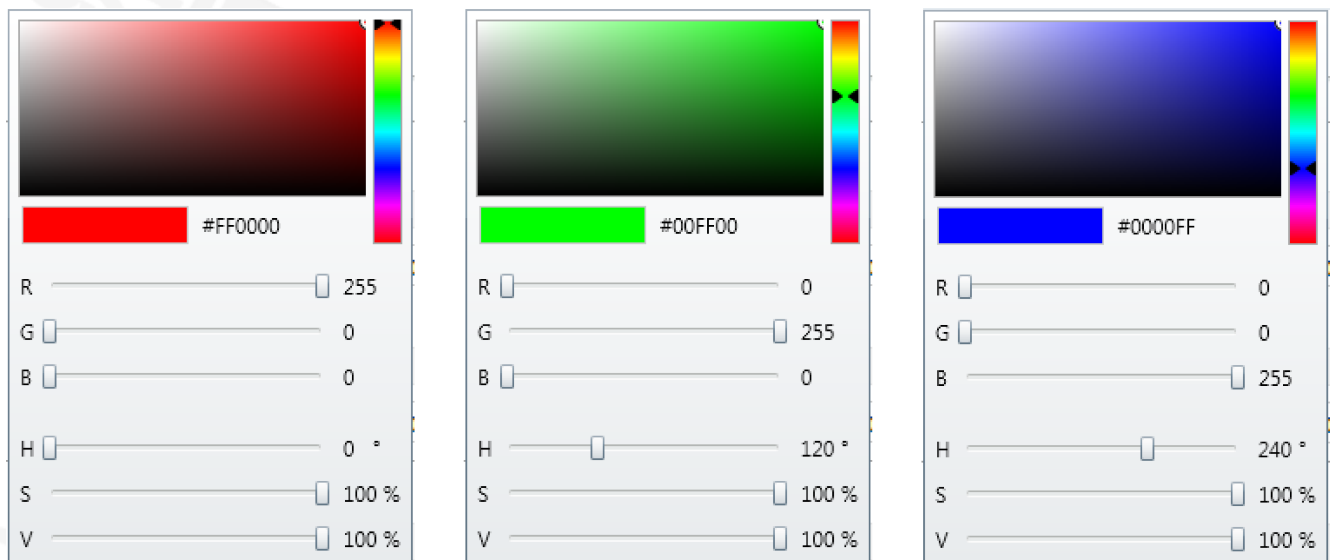 #FF0000
R 255
G 0
B 0
H 0 °
S 100 %
V 100 %
#00FF00
R 0
G 255
B 0
H 120 °
S 100 %
V 100 %
#0000FF
R 0
G 0
B 255
H 240 °
S 100 %
V 100 %